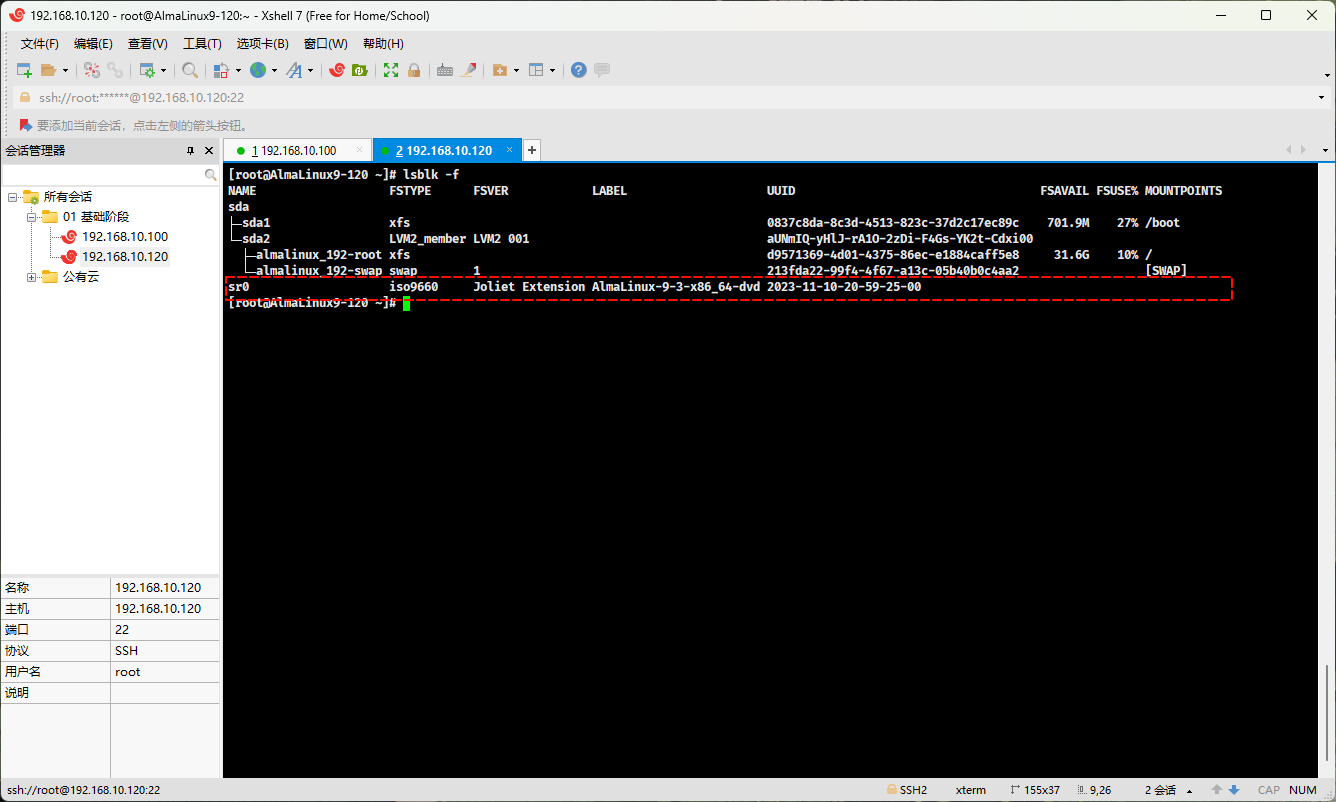 192.168.10.120 - root@AlmaLinux9-120:~ - Xshell 7 (Free for Home/School)
文件(F) 编辑(E) 查看(V) 工具(T) 选项卡(B) 窗口(W) 帮助(H)
ssh://root:******@192.168.10.120:22
要添加当前会话，点击左侧的箭头按钮。
会话管理器
所有会话
01 基础阶段
192.168.10.100
192.168.10.120
公有云
名称 192.168.10.120
主机 192.168.10.120
端口 22
协议 SSH
用户名 root
说明
1 192.168.10.100 2 192.168.10.120
[root@AlmaLinux9-120 ~]# lsblk -f
NAME FSTYPE FSVER LABEL UUID FSAVAIL FSUSE% MOUNTPOINTS
sda
├─sda1 xfs 0837c8da-8c3d-4513-823c-37d2c17ec89c 701.9M 27% /boot
└─sda2 LVM2_member LVM2 001 aUNmIQ-yHlJ-rA1O-2zDi-F4Gs-YK2t-Cdxi00
├─almalinux_192-root xfs d9571369-4d01-4375-86ec-e1884caff5e8 31.6G 10% /
└─almalinux_192-swap swap 1 213fda22-99f4-4f67-a13c-05b40b0c4aa2 [SWAP]
sr0 iso9660 Joliet Extension AlmaLinux-9-3-x86_64-dvd 2023-11-10-20-59-25-00
[root@AlmaLinux9-120 ~]#
ssh://root@192.168.10.120:22 SSH2 xterm 155x37 9,26 2 会话 CAP NUM